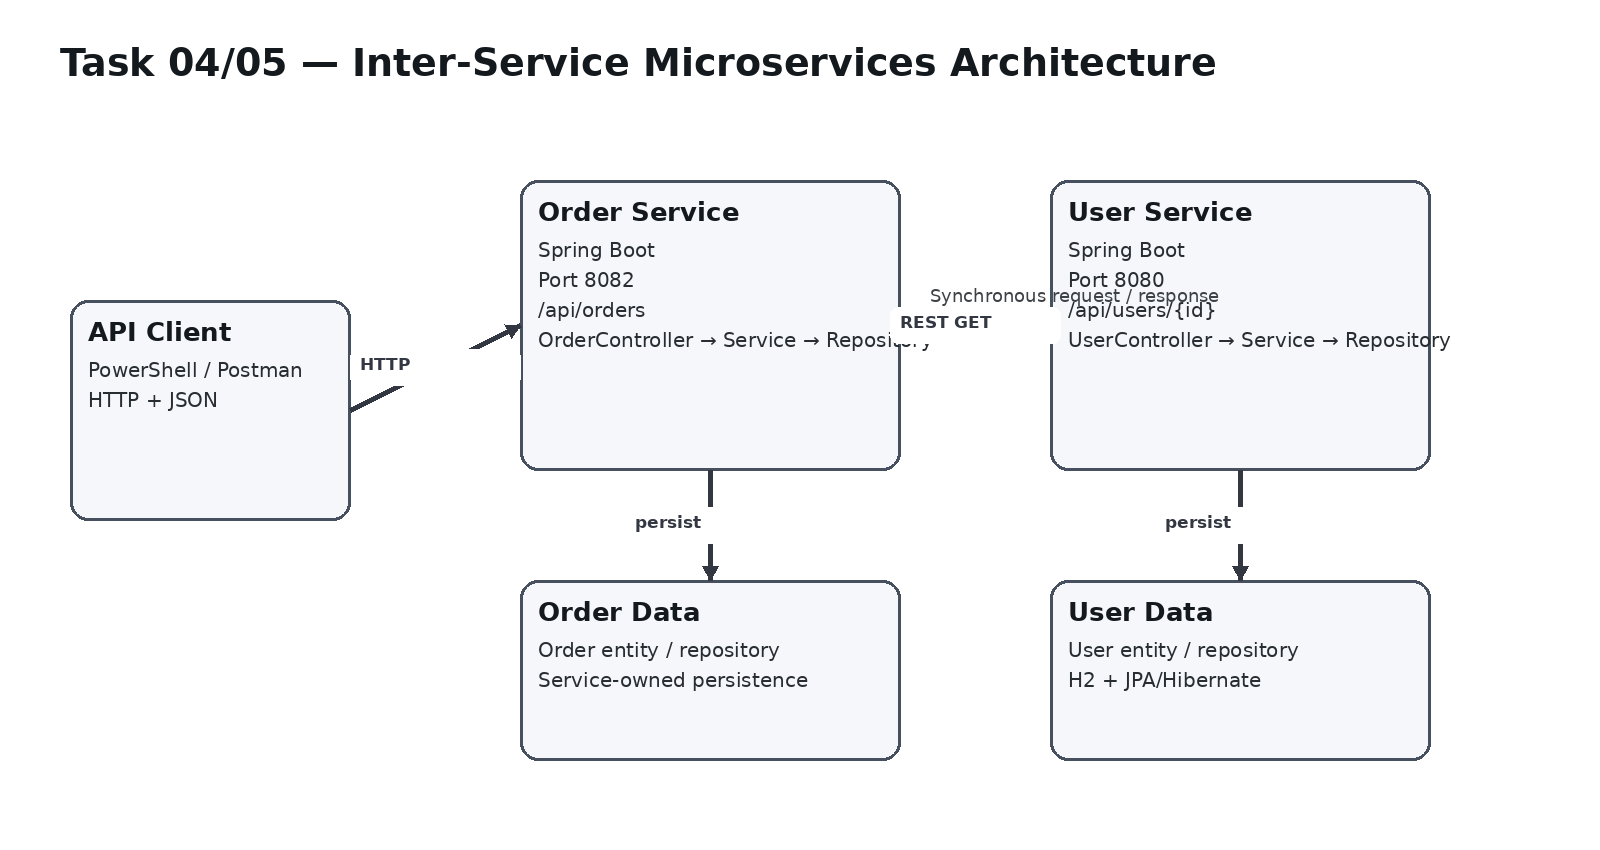 Task 04/05 — Inter-Service Microservices Architecture
API Client
PowerShell / Postman
HTTP + JSON
HTTP
Order Service
Spring Boot
Port 8082
/api/orders
OrderController → Service → Repository
Synchronous request / response
REST GET
User Service
Spring Boot
Port 8080
/api/users/{id}
UserController → Service → Repository
persist
persist
Order Data
Order entity / repository
Service-owned persistence
User Data
User entity / repository
H2 + JPA/Hibernate